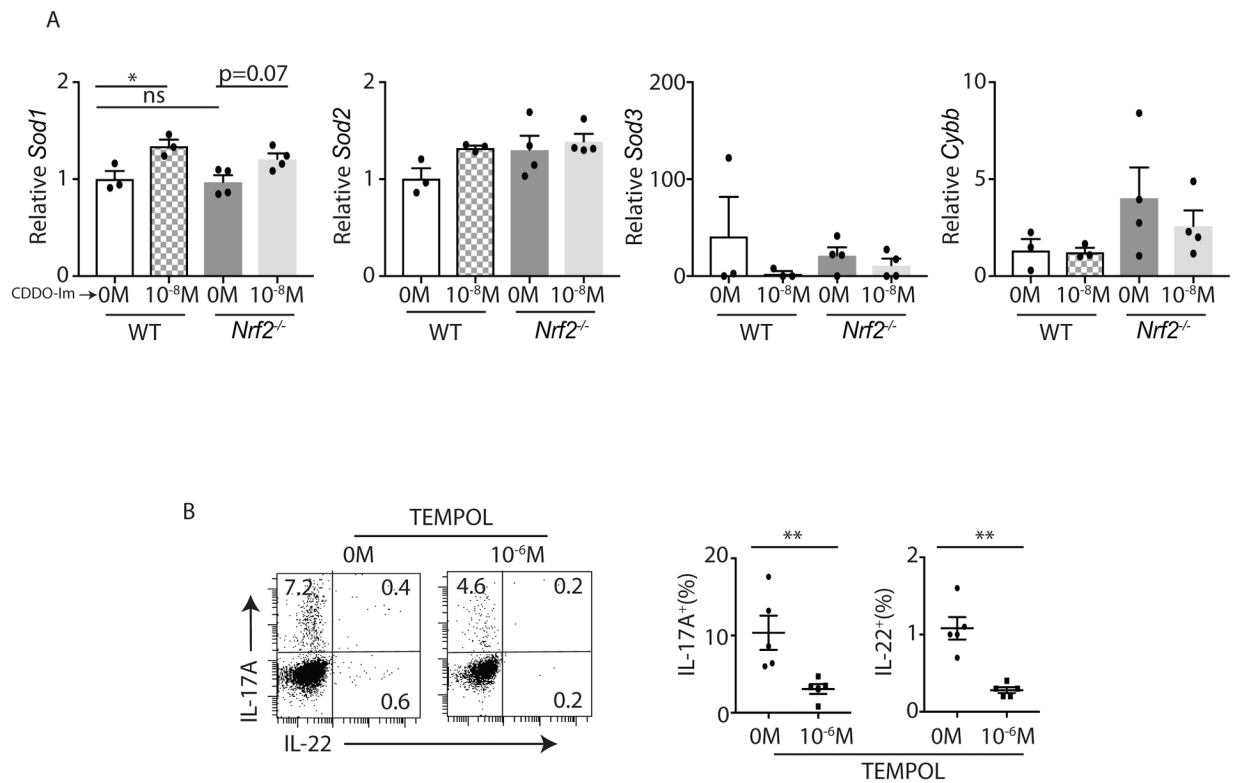 A
Relative Sod1
2
1
0
*
ns
p=0.07
CDDO-Im
0M
10⁻⁸M
0M
10⁻⁸M
WT
Nrf2⁻/⁻
Relative Sod2
2
1
0
0M
10⁻⁸M
0M
10⁻⁸M
WT
Nrf2⁻/⁻
Relative Sod3
200
100
0
0M
10⁻⁸M
0M
10⁻⁸M
WT
Nrf2⁻/⁻
Relative Cybb
10
5
0
0M
10⁻⁸M
0M
10⁻⁸M
WT
Nrf2⁻/⁻
B
TEMPOL
0M
10⁻⁶M
7.2
0.4
0.6
4.6
0.2
0.2
IL-17A
IL-22
IL-17A⁺(%)
20
10
0
**
0M
10⁻⁶M
IL-22⁺(%)
2
1
0
**
0M
10⁻⁶M
TEMPOL